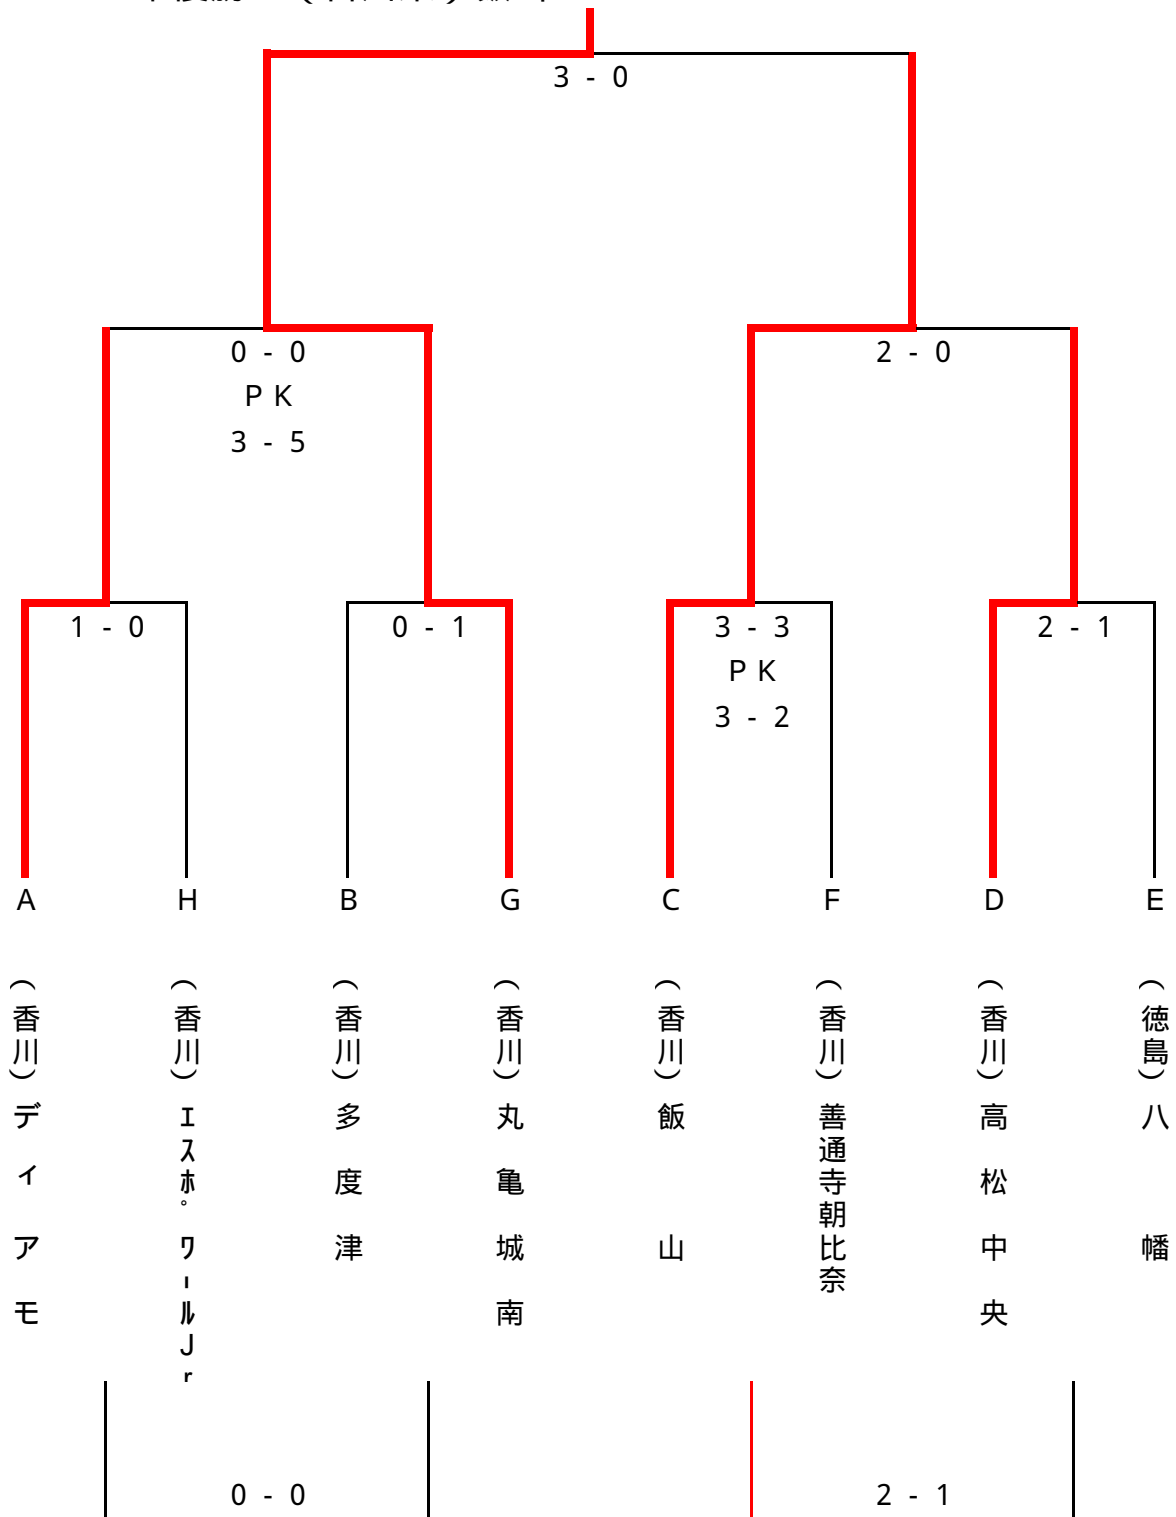 3 - 0
0 - 0
PK
3 - 5
2 - 0
1 - 0
0 - 1
3 - 3
PK
3 - 2
2 - 1
A
H
B
G
C
F
D
E
(香川)ディアモ
(香川)ｴｽﾎﾟﾜｰﾙJr
(香川)多度津
(香川)丸亀城南
(香川)飯山
(香川)善通寺朝比奈
(香川)高松中央
(徳島)八幡
0 - 0
2 - 1